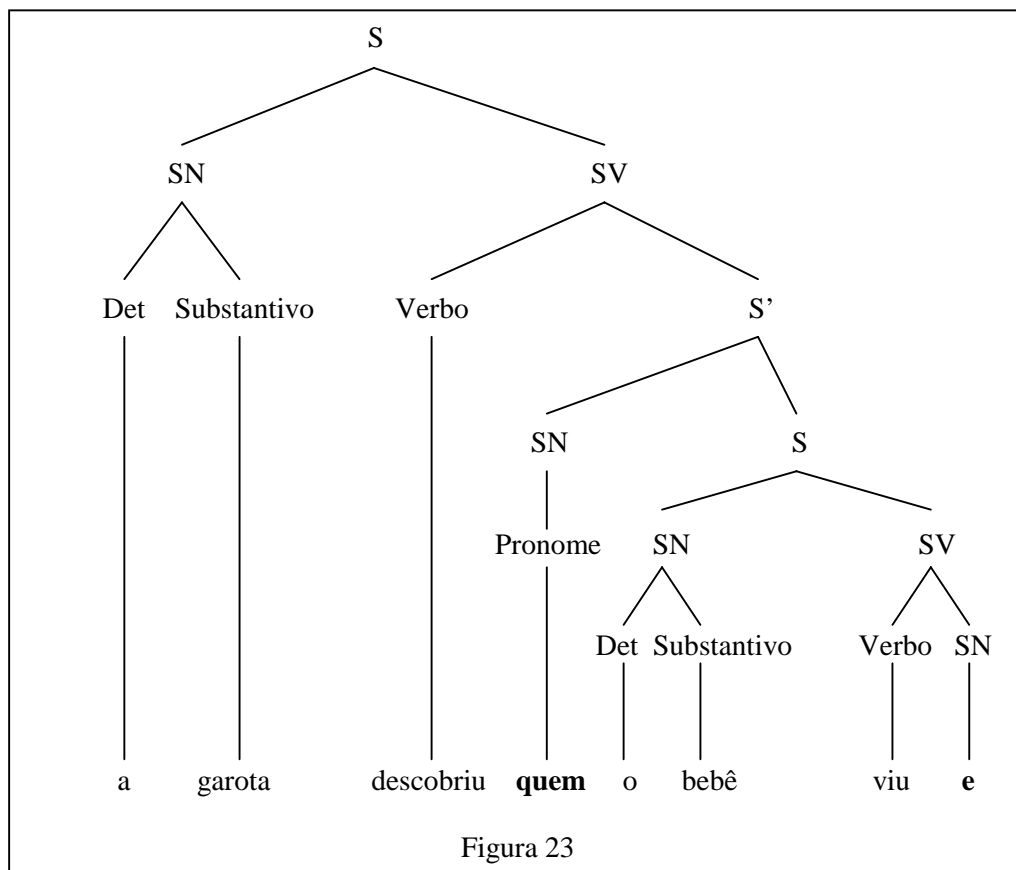 S
SN SV
Det Substantivo Verbo S’
SN S
Pronome SN SV
Det Substantivo Verbo SN
a garota descobriu quem o bebê viu e
Figura 23